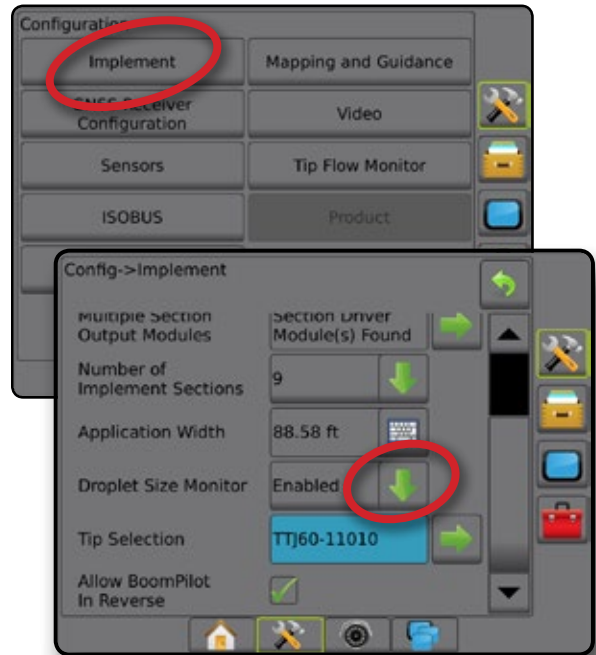 Configuration
Implement
Mapping and Guidance
GNSS Receiver
Configuration
Video
Sensors
Tip Flow Monitor
ISOBUS
Product
Config->Implement
Multiple Section
Output Modules
Section Driver
Module(s) Found
Number of
Implement Sections
9
Application Width
88.58 ft
Droplet Size Monitor
Enabled
Tip Selection
TTJ60-11010
Allow BoomPilot
In Reverse